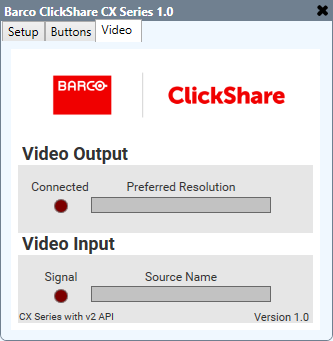 Barco ClickShare CX Series 1.0
Setup Buttons Video
BARCO ClickShare
Video Output
Connected Preferred Resolution
Video Input
Signal Source Name
CX Series with v2 API Version 1.0